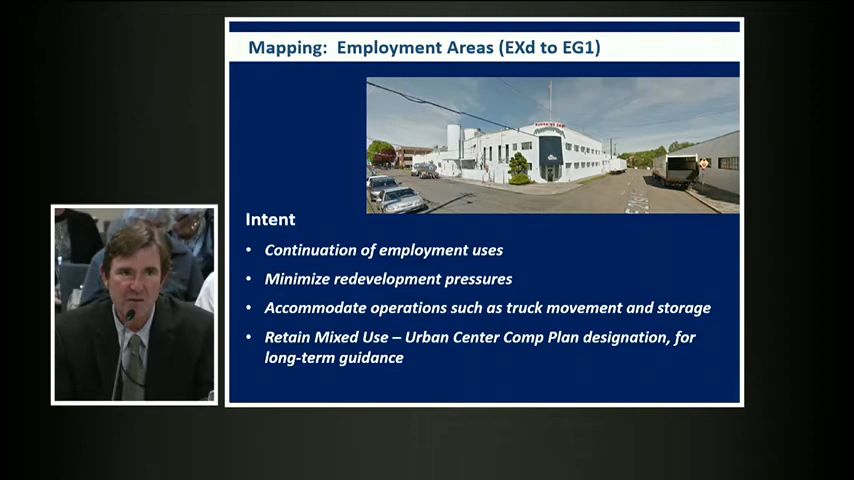 Mapping: Employment Areas (EXd to EG1)
Intent
• Continuation of employment uses
• Minimize redevelopment pressures
• Accommodate operations such as truck movement and storage
• Retain Mixed Use – Urban Center Comp Plan designation, for
long-term guidance